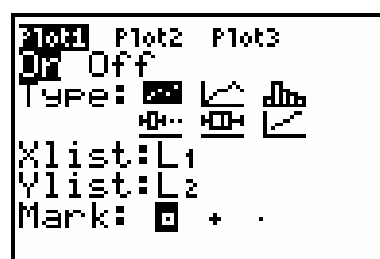 Plot1 Plot2 Plot3
On Off
Type:
Xlist:L₁
Ylist:L₂
Mark: + .